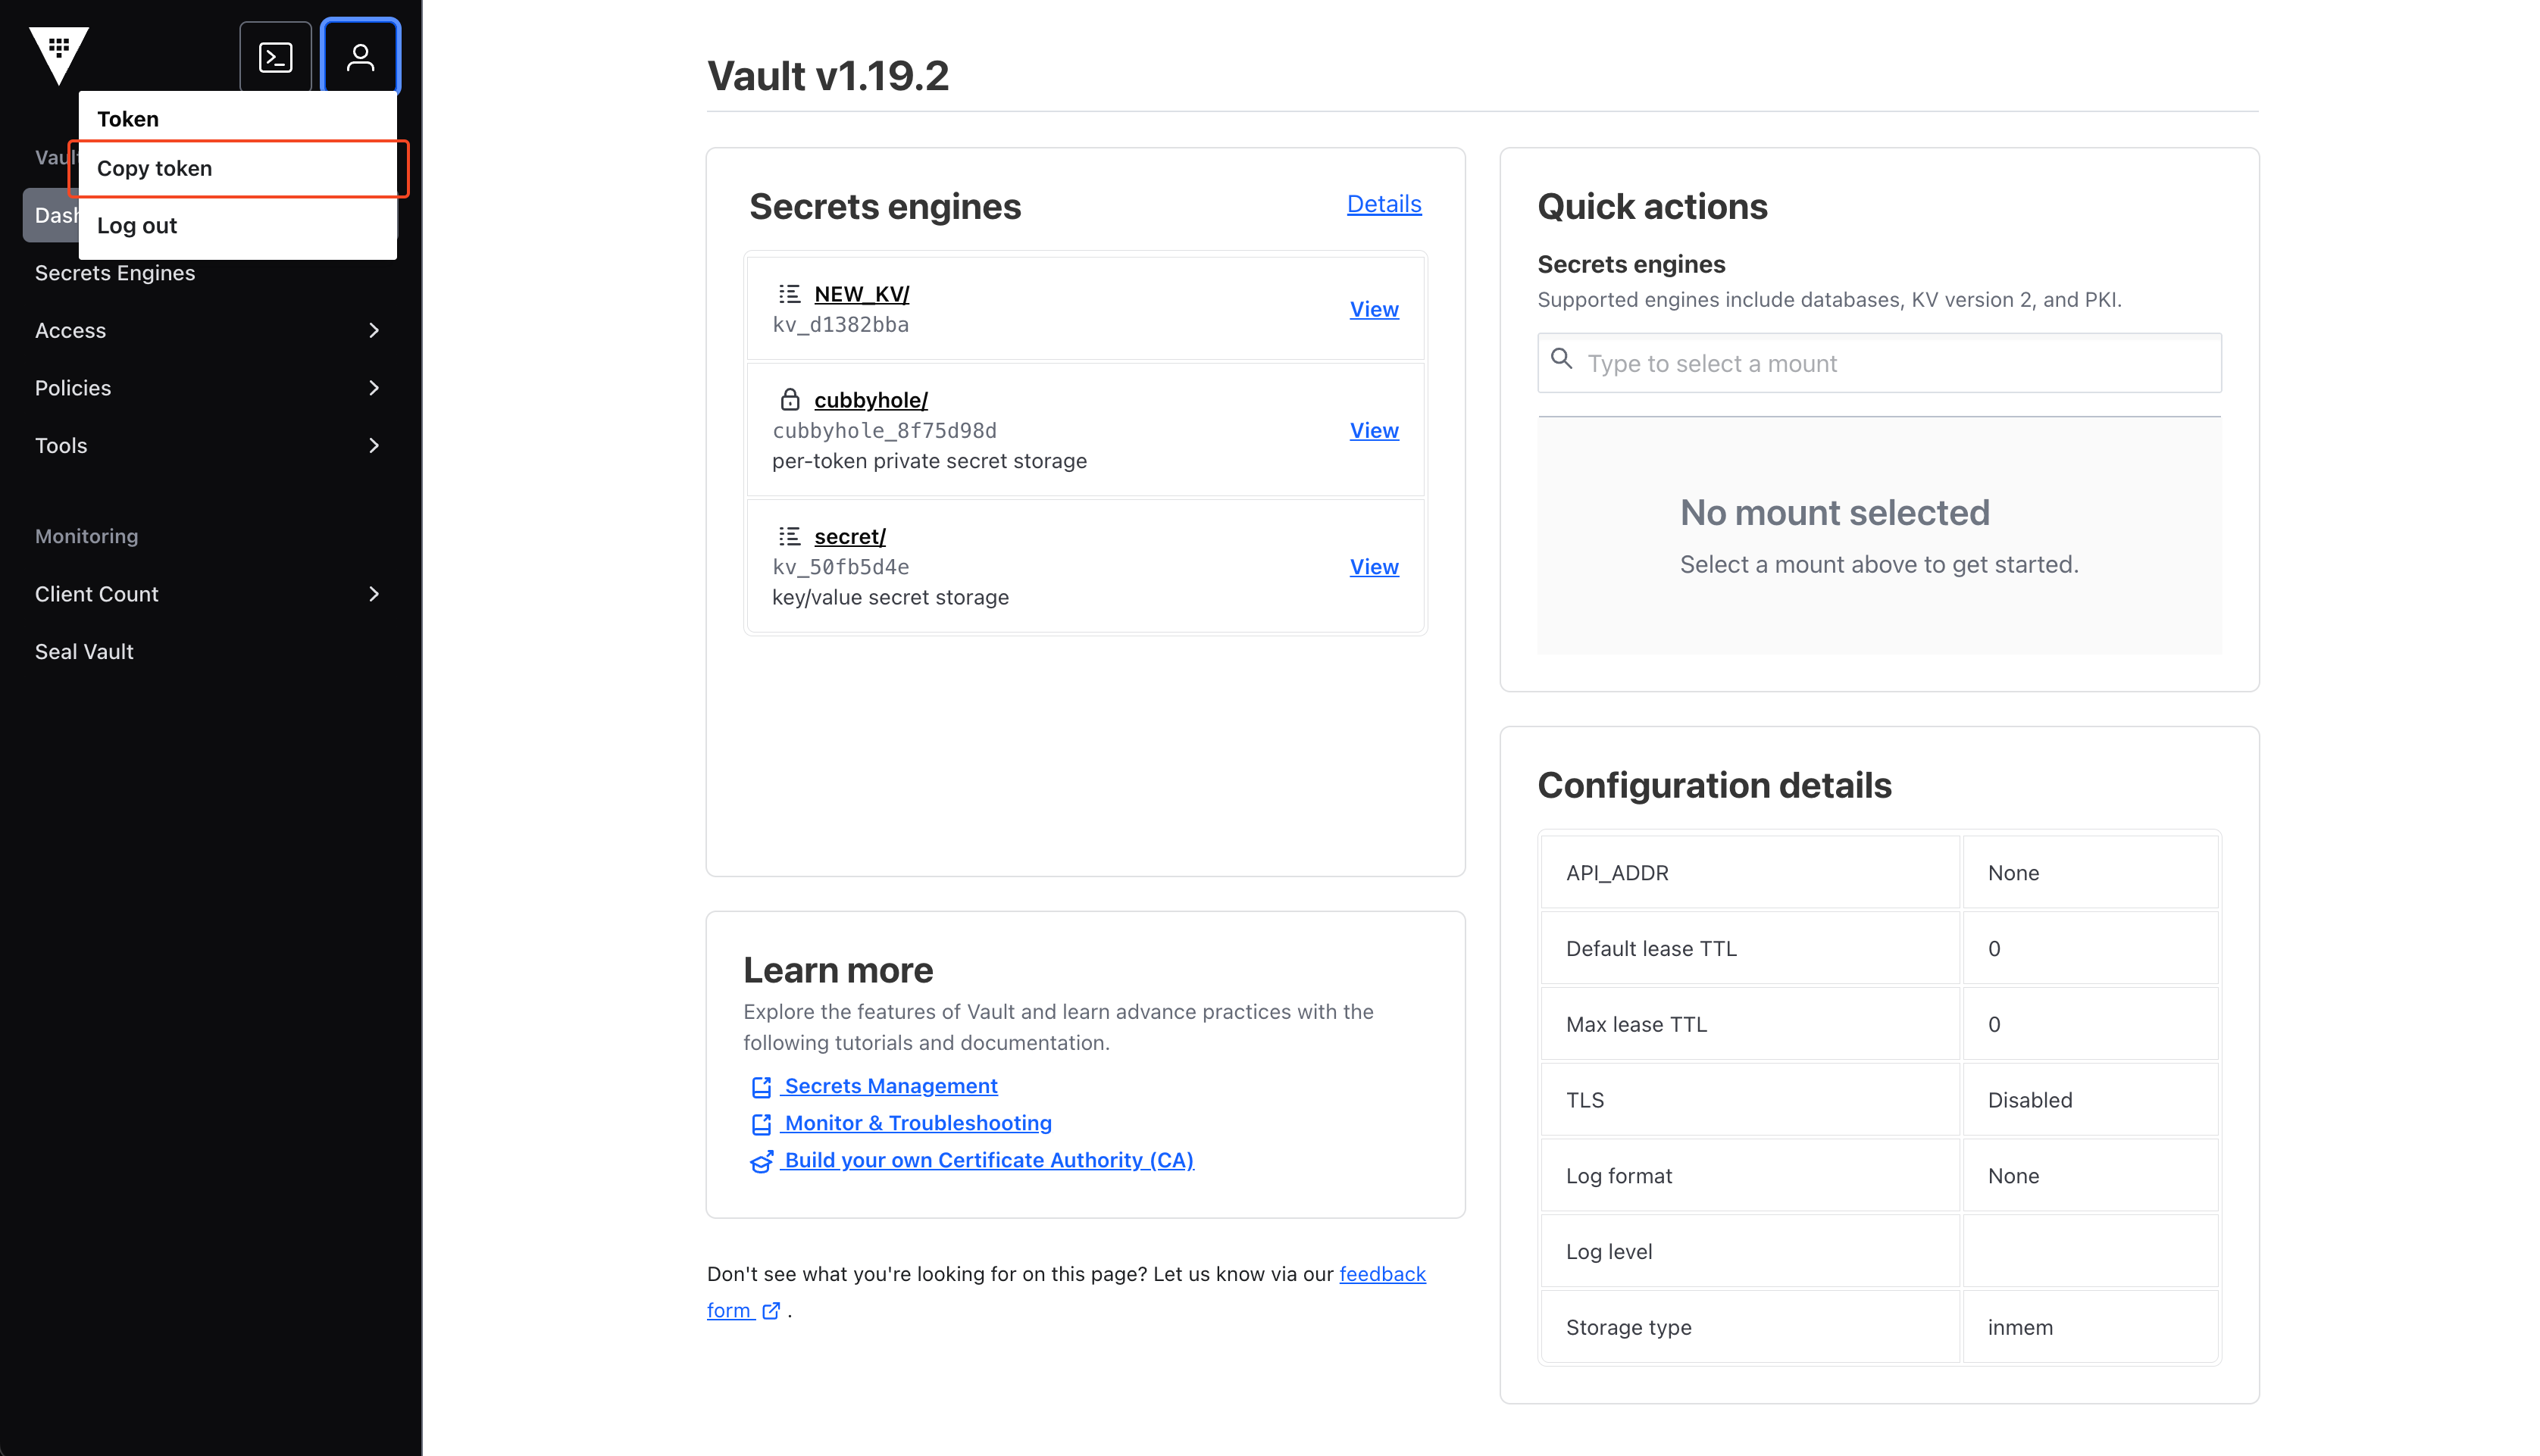 Token
Copy token
Log out
Vault
Dash
Secrets Engines
Access
Policies
Tools
Monitoring
Client Count
Seal Vault
Vault v1.19.2
Secrets engines
Details
NEW_KV/
kv_d1382bba
View
cubbyhole/
cubbyhole_8f75d98d
per-token private secret storage
View
secret/
kv_50fb5d4e
key/value secret storage
View
Learn more
Explore the features of Vault and learn advance practices with the
following tutorials and documentation.
Secrets Management
Monitor & Troubleshooting
Build your own Certificate Authority (CA)
Don't see what you're looking for on this page? Let us know via our feedback
form .
Quick actions
Secrets engines
Supported engines include databases, KV version 2, and PKI.
Type to select a mount
No mount selected
Select a mount above to get started.
Configuration details
API_ADDR None
Default lease TTL 0
Max lease TTL 0
TLS Disabled
Log format None
Log level
Storage type inmem